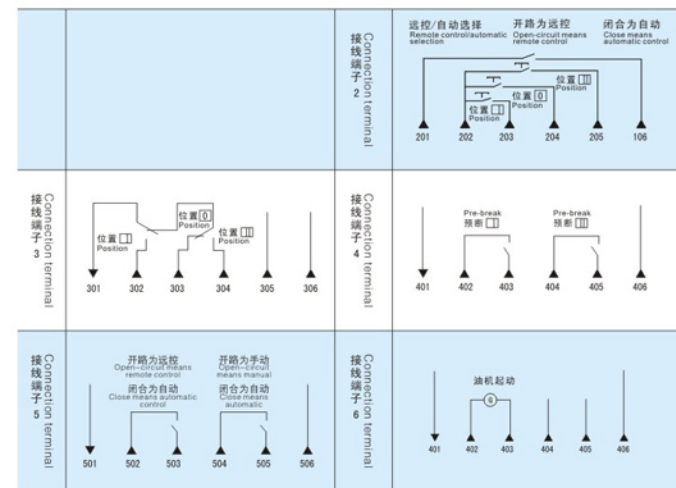 接线端子 2
Connection terminal
远控/自动选择
Remote control/automatic
selection
开路为远控
Open-circuit means
remote control
闭合为自动
Close means
automatic control
位置 II
Position
位置 0
Position
位置 I
Position
201 202 203 204 205 106
接线端子 3
Connection terminal
位置 I
Position
位置 0
Position
位置 II
Position
301 302 303 304 305 306
接线端子 4
Connection terminal
Pre-break
预断 I
Pre-break
预断 II
401 402 403 404 405 406
接线端子 5
Connection terminal
开路为远控
Open-circuit means
remote control
闭合为自动
Close means automatic
control
开路为手动
Open-circuit
means manual
闭合为自动
Close means
automatic
501 502 503 504 505 506
接线端子 6
Connection terminal
油机起动
G
401 402 403 404 405 406